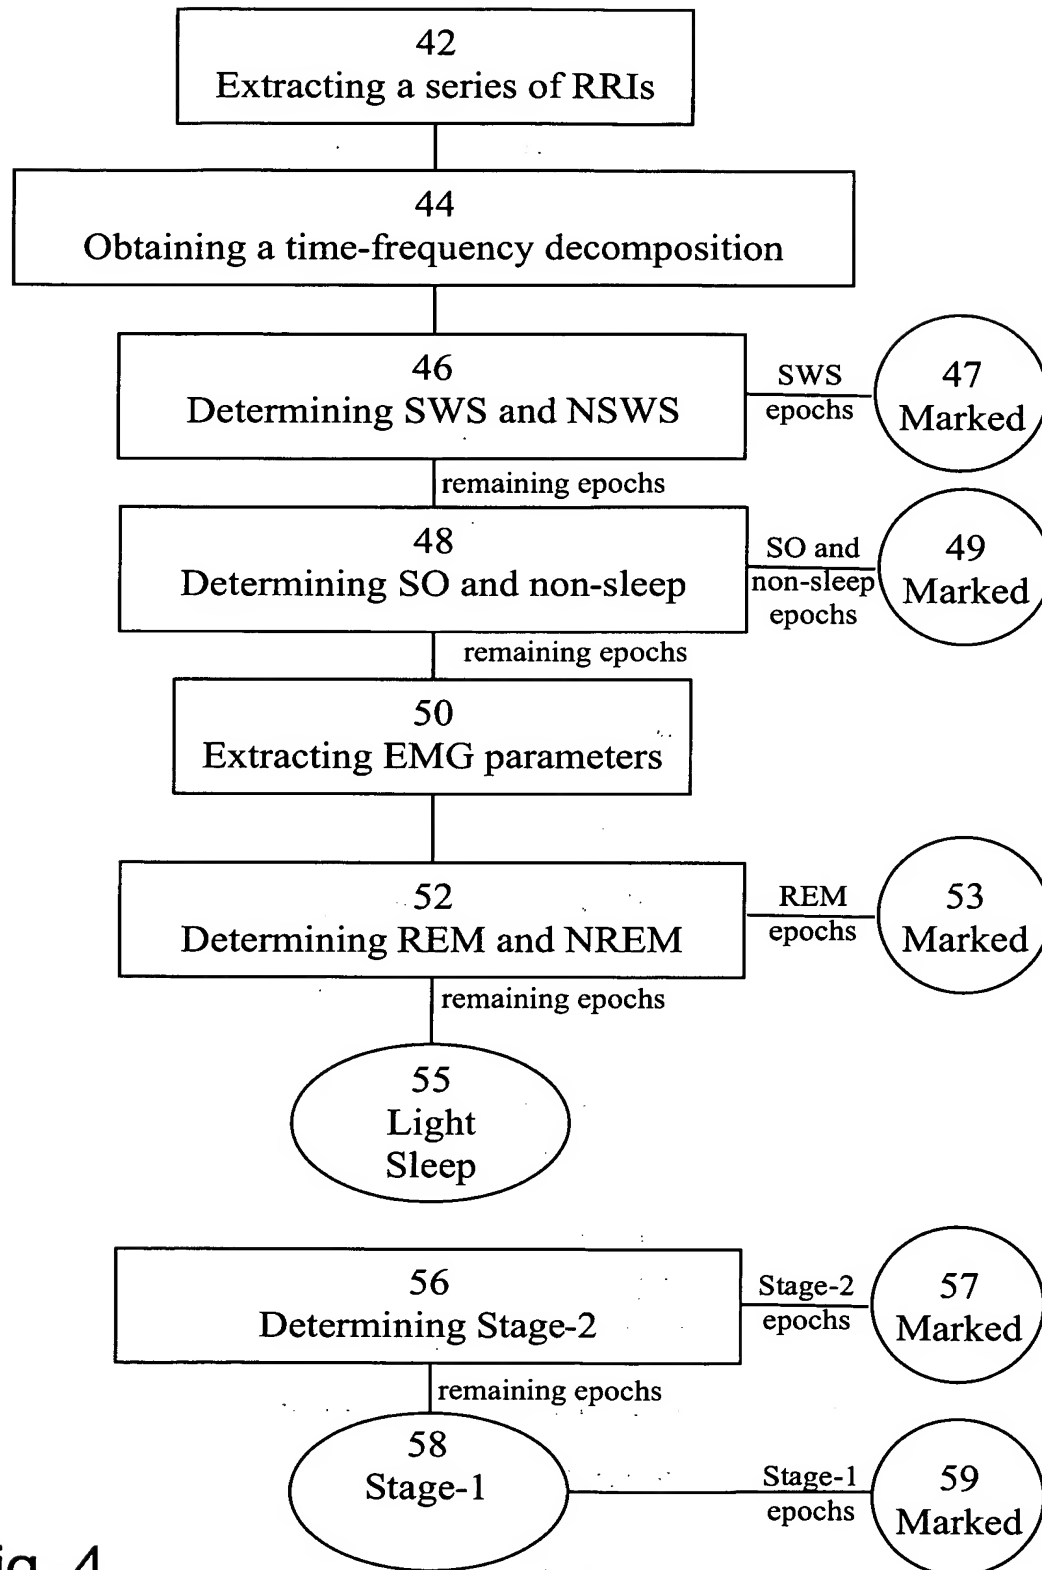 42
Extracting a series of RRIs
44
Obtaining a time-frequency decomposition
46
Determining SWS and NSWS
SWS
epochs
47
Marked
remaining epochs
48
Determining SO and non-sleep
SO and
non-sleep
epochs
49
Marked
remaining epochs
50
Extracting EMG parameters
52
Determining REM and NREM
REM
epochs
53
Marked
remaining epochs
55
Light
Sleep
56
Determining Stage-2
Stage-2
epochs
57
Marked
remaining epochs
58
Stage-1
Stage-1
epochs
59
Marked
ig. 4